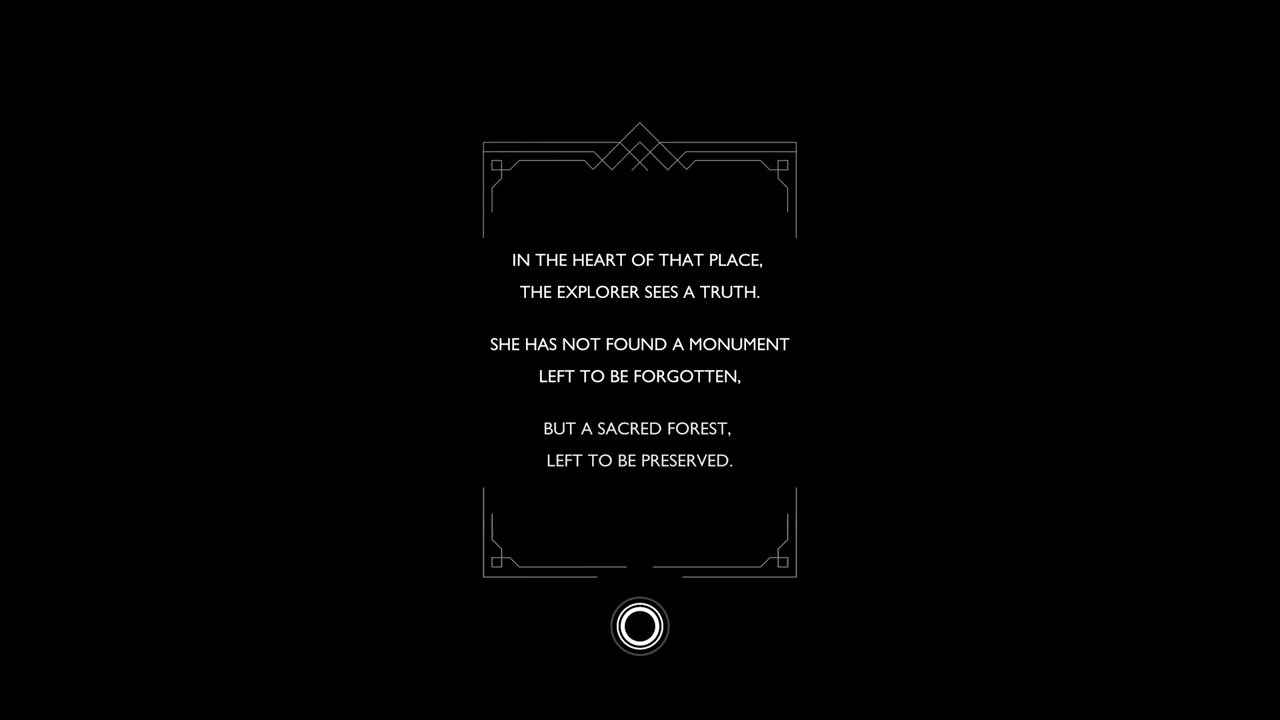 IN THE HEART OF THAT PLACE,
THE EXPLORER SEES A TRUTH.
SHE HAS NOT FOUND A MONUMENT
LEFT TO BE FORGOTTEN,
BUT A SACRED FOREST,
LEFT TO BE PRESERVED.